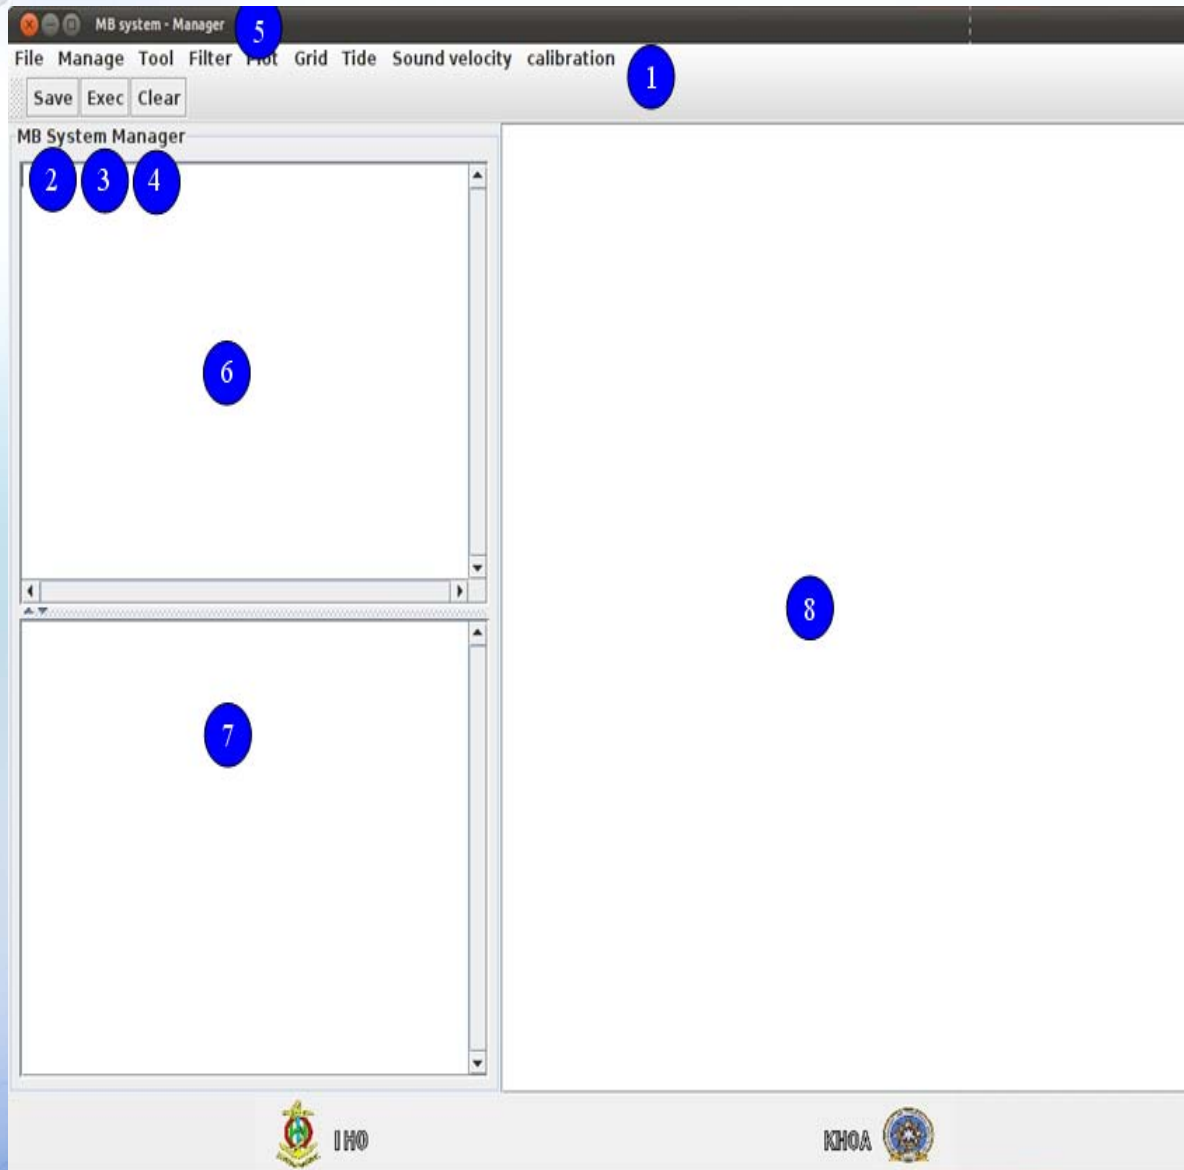 MB system - Manager
5
File Manage Tool Filter Plot Grid Tide Sound velocity calibration
1
Save Exec Clear
MB System Manager
2 3 4
6
7
8
IHO
KHOA